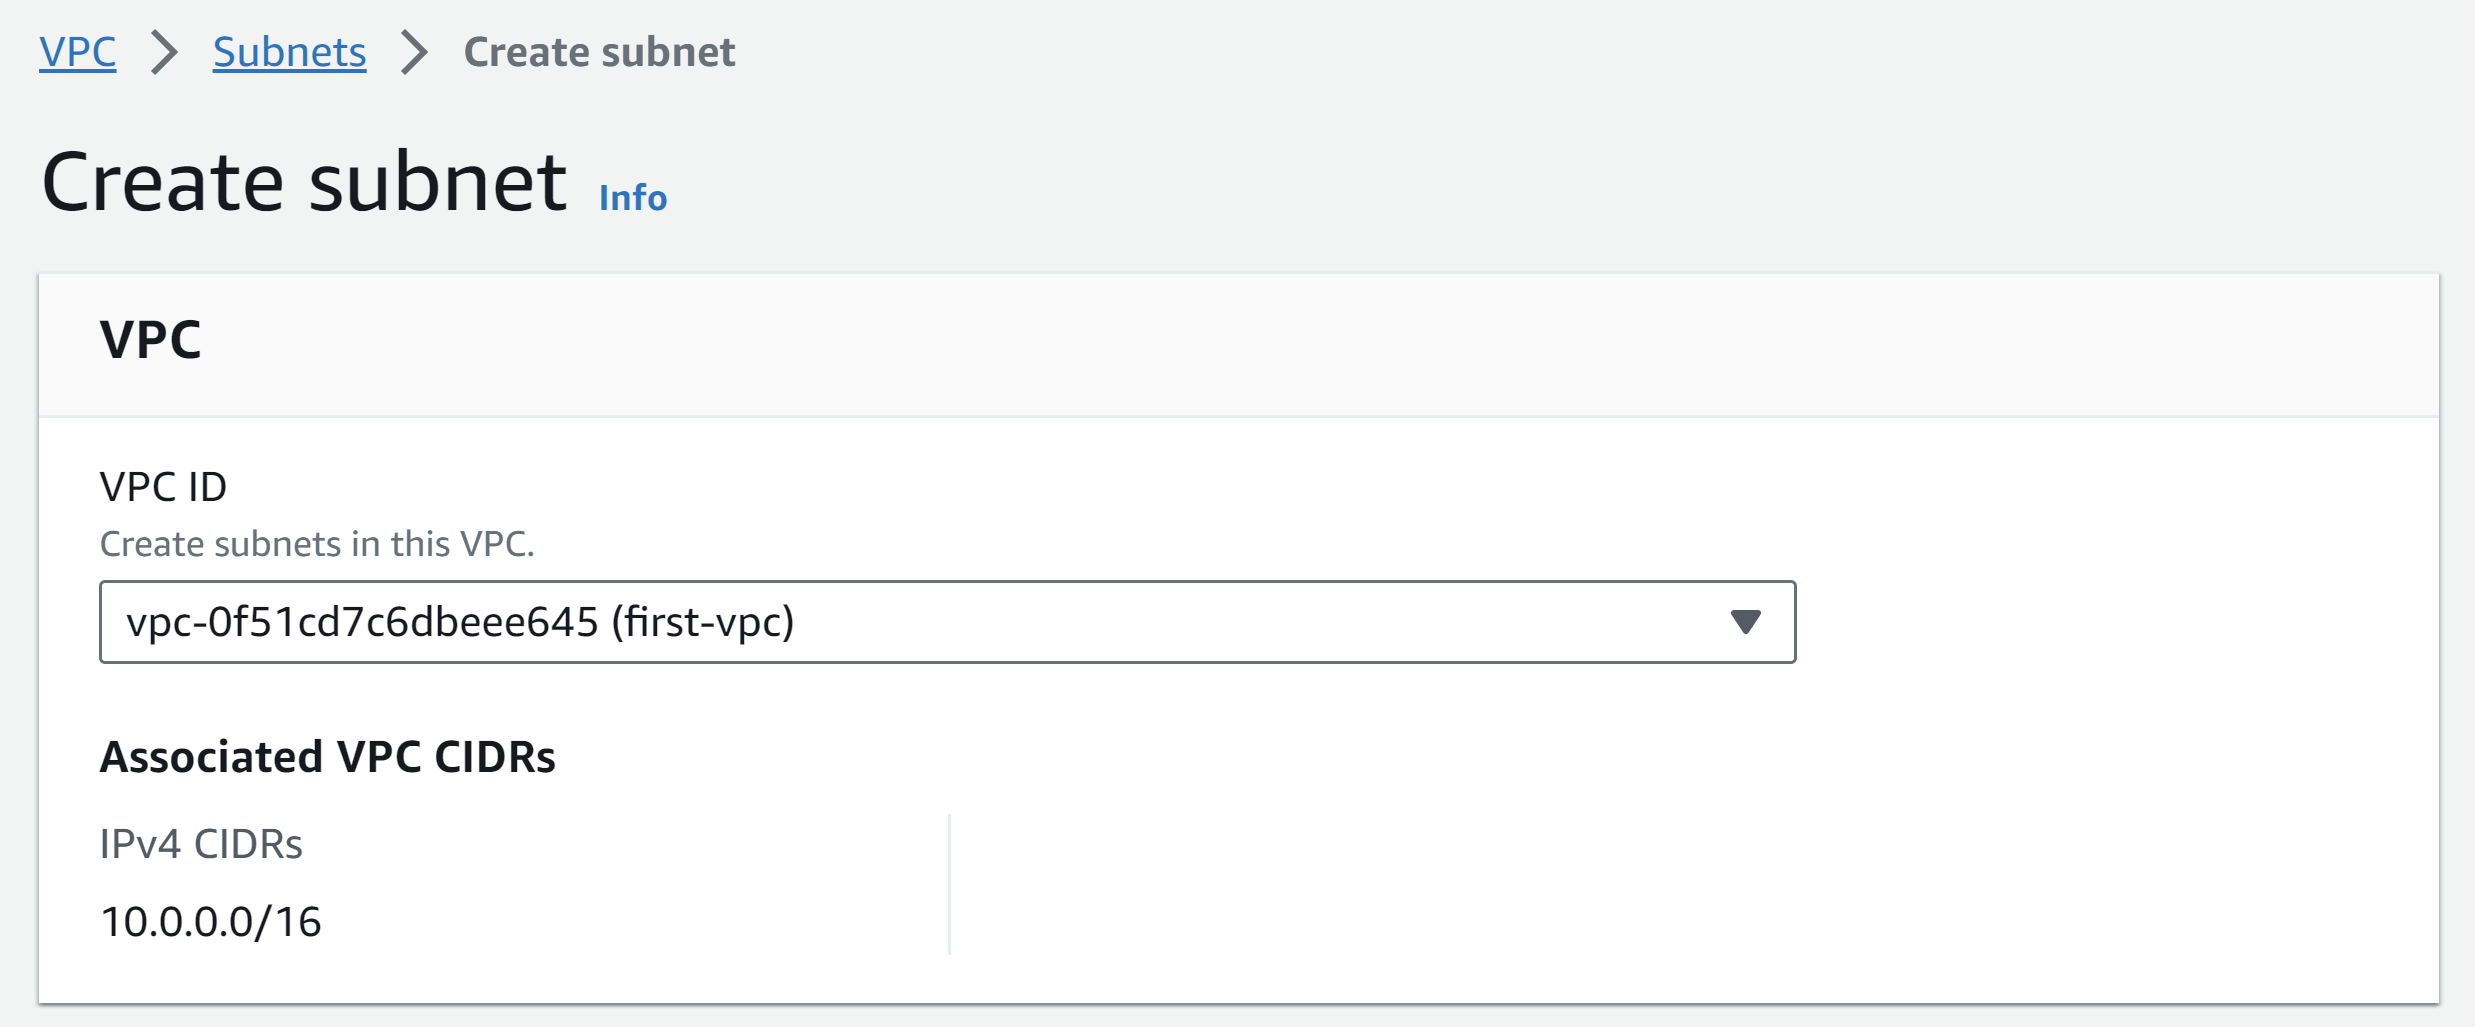 VPC > Subnets > Create subnet
Create subnet Info
VPC
VPC ID
Create subnets in this VPC.
vpc-0f51cd7c6dbeee645 (first-vpc)
Associated VPC CIDRs
IPv4 CIDRs
10.0.0.0/16